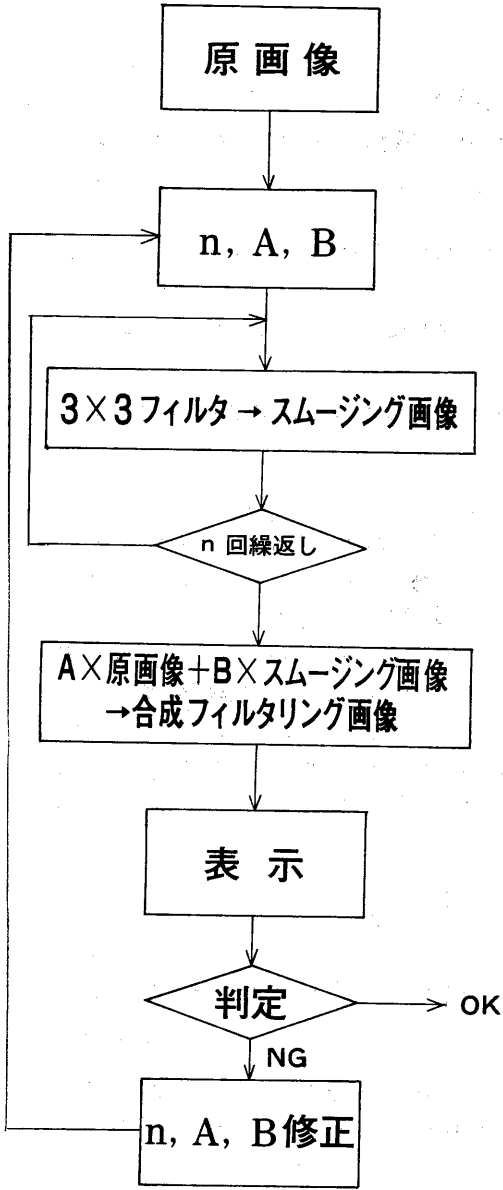 原画像
n, A, B
3×3フィルタ→スムージング画像
n 回繰返し
A×原画像+B×スムージング画像
→合成フィルタリング画像
表示
判定
OK
NG
n, A, B修正